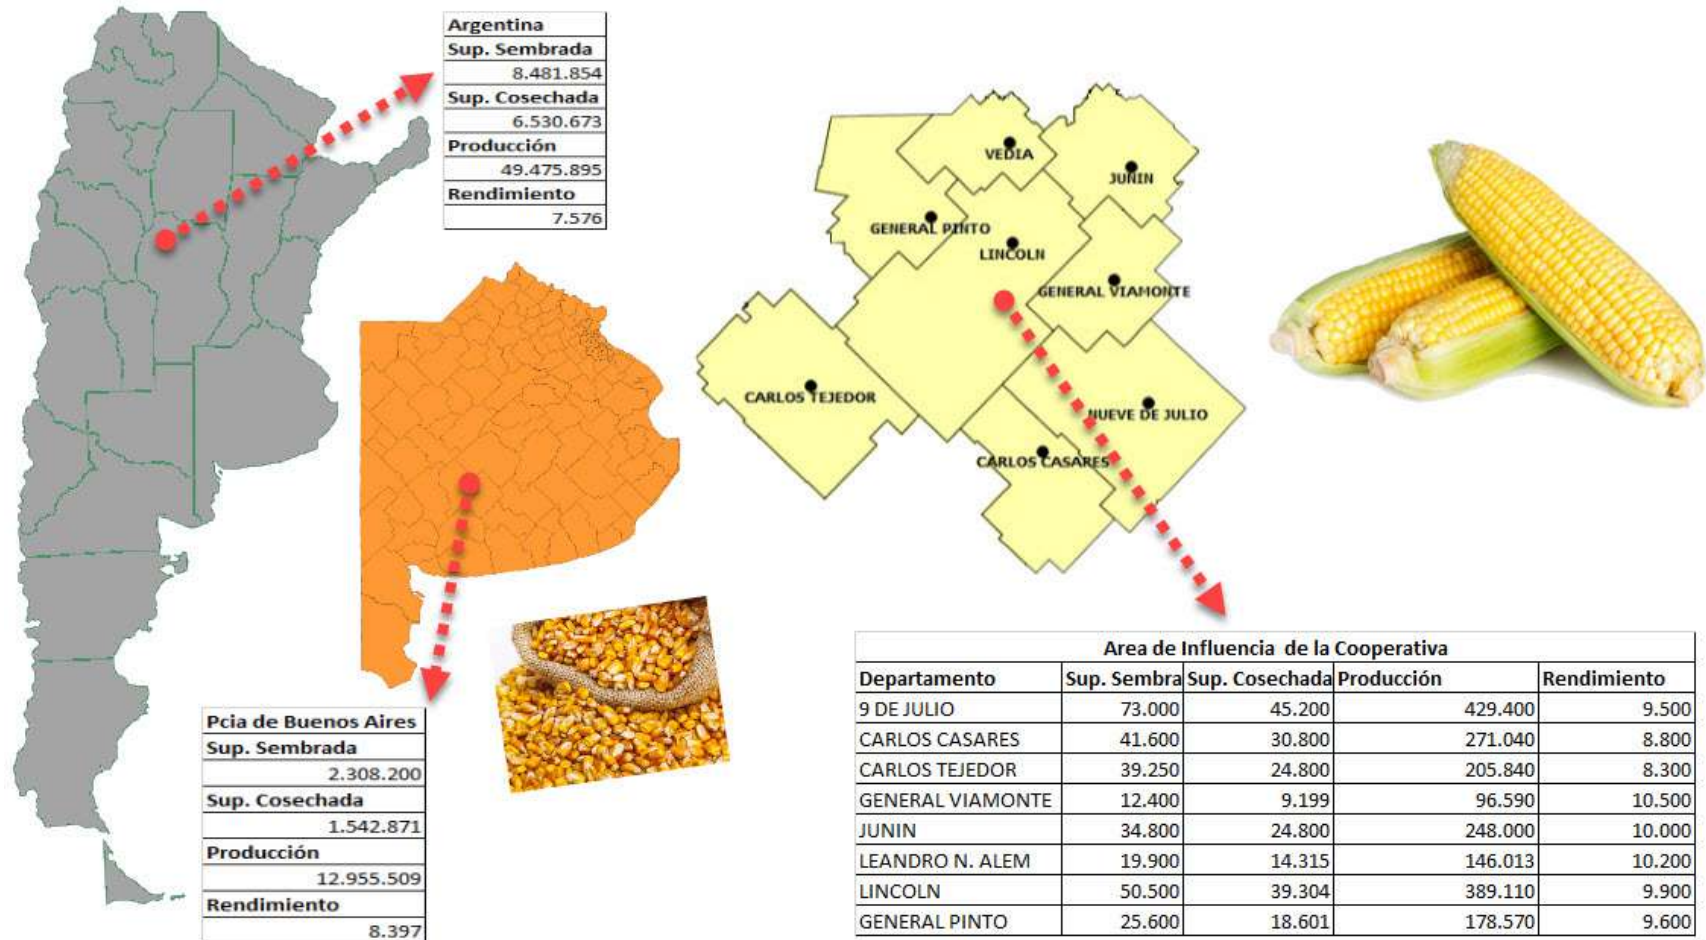 Argentina
Sup. Sembrada
8.481.854
Sup. Cosechada
6.530.673
Producción
49.475.895
Rendimiento
7.576
VEDIA
JUNIN
GENERAL PINTO
LINCOLN
GENERAL VIAMONTE
CARLOS TEJEDOR
NUEVE DE JULIO
CARLOS CASARES
Pcia de Buenos Aires
Sup. Sembrada
2.308.200
Sup. Cosechada
1.542.871
Producción
12.955.509
Rendimiento
8.397
Area de Influencia de la Cooperativa
Departamento Sup. Sembra Sup. Cosechada Producción Rendimiento
9 DE JULIO 73.000 45.200 429.400 9.500
CARLOS CASARES 41.600 30.800 271.040 8.800
CARLOS TEJEDOR 39.250 24.800 205.840 8.300
GENERAL VIAMONTE 12.400 9.199 96.590 10.500
JUNIN 34.800 24.800 248.000 10.000
LEANDRO N. ALEM 19.900 14.315 146.013 10.200
LINCOLN 50.500 39.304 389.110 9.900
GENERAL PINTO 25.600 18.601 178.570 9.600